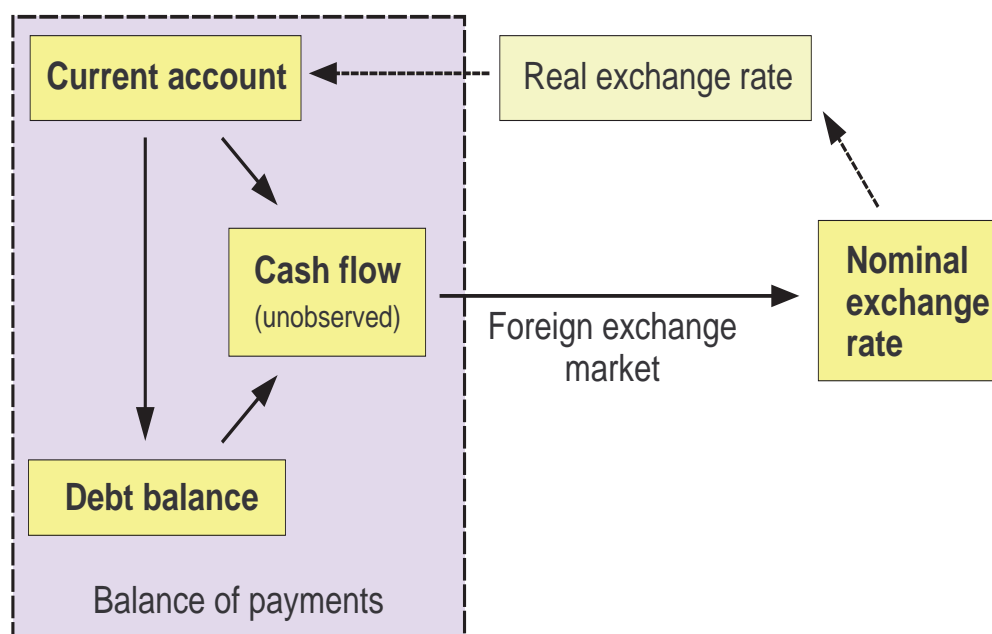 Current account
Real exchange rate
Cash flow
(unobserved)
Nominal
exchange
rate
Foreign exchange
market
Debt balance
Balance of payments